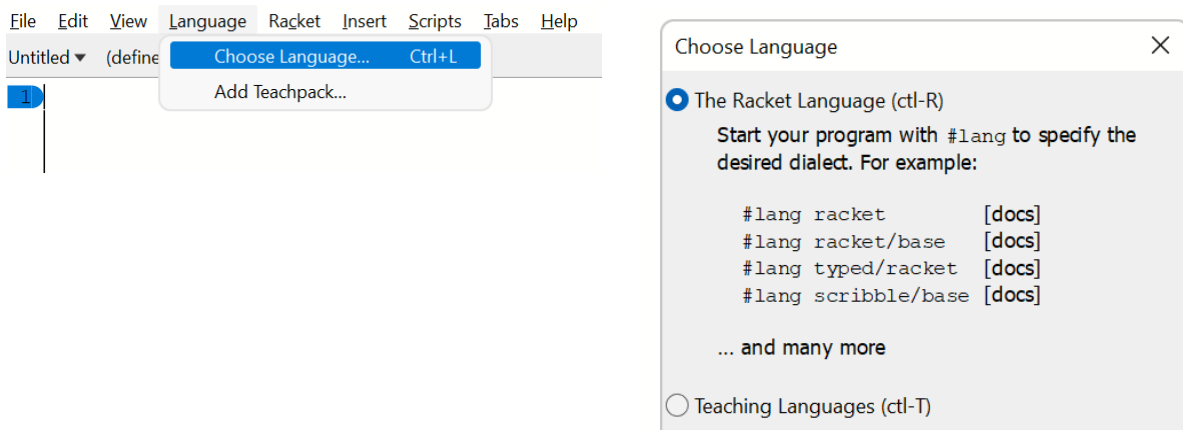 File Edit View Language Racket Insert Scripts Tabs Help
Untitled ▾ (define
Choose Language... Ctrl+L
Add Teachpack...
1
Choose Language
The Racket Language (ctl-R)
Start your program with #lang to specify the
desired dialect. For example:
#lang racket [docs]
#lang racket/base [docs]
#lang typed/racket [docs]
#lang scribble/base [docs]
... and many more
Teaching Languages (ctl-T)